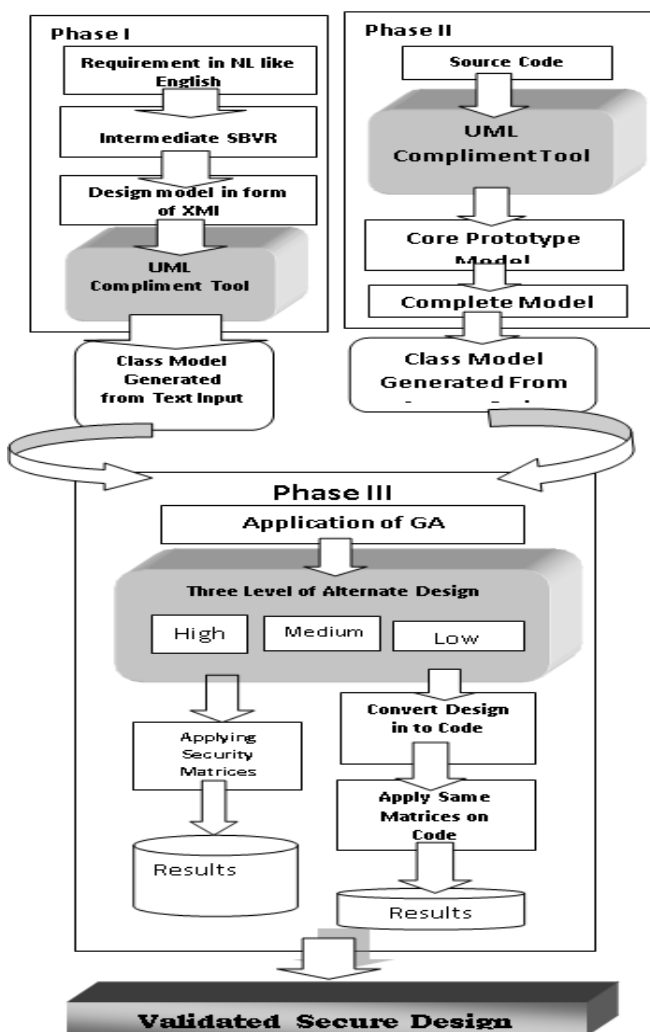 Phase I
Requirement in NL like
English
Intermediate SBVR
Design model in form
of XMI
UML
Compliment Tool
Class Model
Generated
from Text Input
Phase II
Source Code
UML
Compliment Tool
Core Prototype
Model
Complete Model
Class Model
Generated From
Phase III
Application of GA
Three Level of Alternate Design
High
Medium
Low
Applying
Security
Matrices
Results
Convert Design
in to Code
Apply Same
Matrices on
Code
Results
Validated Secure Design